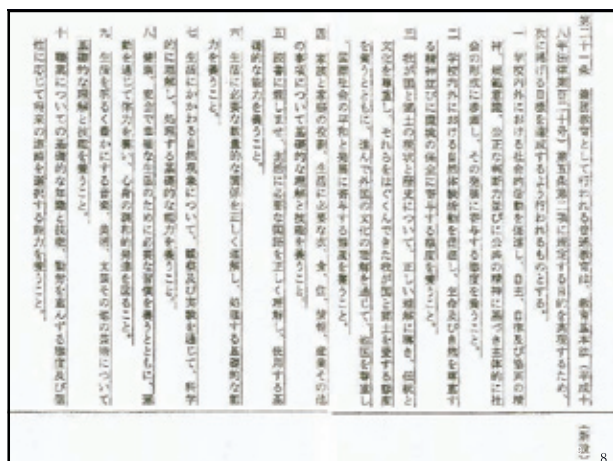 第二十一条 義務教育として行われる普通教育は、教育基本法(平成十
八年法律第百二十号)第五条第二項に規定する目的を実現するため、
次に掲げる目標を達成するよう行われるものとする。
一 学校内外における社会的活動を促進し、自主、自律及び協同の精
神、規範意識、公正な判断力並びに公共の精神に基づき主体的に社
会の形成に参画し、その発展に寄与する態度を養うこと。
二 学校内外における自然体験活動を促進し、生命及び自然を尊重す
る精神並びに環境の保全に寄与する態度を養うこと。
三 我が国と郷土の現状と歴史について、正しい理解に導き、伝統と
文化を尊重し、それらをはぐくんできた我が国と郷土を愛する態度
を養うとともに、進んで外国の文化の理解を通じて、他国を尊重し
、国際社会の平和と発展に寄与する態度を養うこと。
四 家族と家庭の役割、生活に必要な衣、食、住、情報、産業その他
の事項について基礎的な理解と技能を養うこと。
五 読書に親しませ、生活に必要な国語を正しく理解し、使用する基
礎的な能力を養うこと。
六 生活に必要な数量的な関係を正しく理解し、処理する基礎的な能
力を養うこと。
七 生活にかかわる自然現象について、観察及び実験を通じて、科学
的に理解し、処理する基礎的な能力を養うこと。
八 健康、安全で幸福な生活のために必要な習慣を養うとともに、運
動を通じて体力を養い、心身の調和的発達を図ること。
九 生活を明るく豊かにする音楽、美術、文芸その他の芸術について
基礎的な理解と技能を養うこと。
十 職業についての基礎的な知識と技能、勤労を重んずる態度及び個
性に応じて将来の進路を選択する能力を養うこと。
(新設)
8